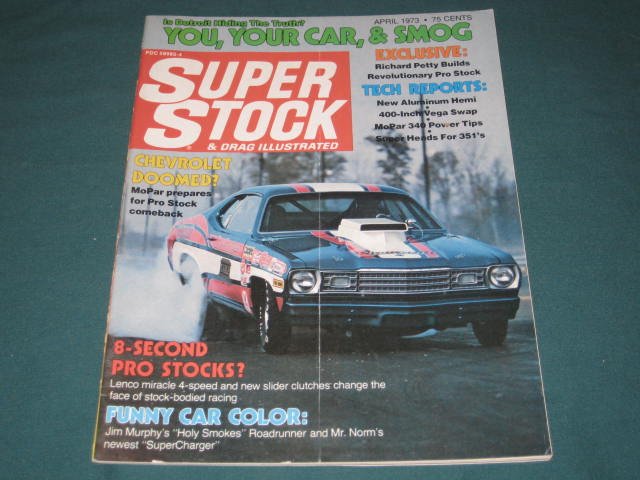 Is Detroit Hiding The Truth?
APRIL 1973 • 75 CENTS
YOU, YOUR CAR, & SMOG
EXCLUSIVE:
Richard Petty Builds
Revolutionary Pro Stock
TECH REPORTS:
New Aluminum Hemi
•
400-Inch Vega Swap
•
MoPar 340 Power Tips
•
Super Heads For 351's
SUPER
STOCK
®
& DRAG ILLUSTRATED
CHEVROLET
DOOMED?
MoPar prepares
for Pro Stock
comeback
8-SECOND
PRO STOCKS?
Lenco miracle 4-speed and new slider clutches change the
face of stock-bodied racing
FUNNY CAR COLOR:
Jim Murphy's "Holy Smokes" Roadrunner and Mr. Norm's
newest "SuperCharger"